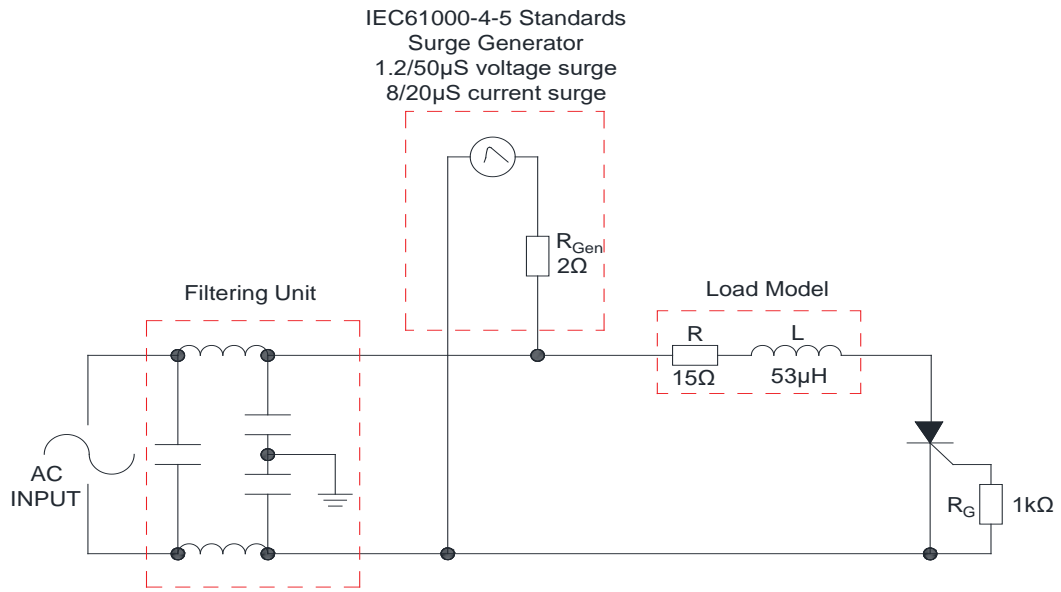 IEC61000-4-5 Standards
Surge Generator
1.2/50µS voltage surge
8/20µS current surge
R_Gen
2Ω
Filtering Unit
Load Model
R
L
15Ω
53µH
AC
INPUT
R_G
1kΩ